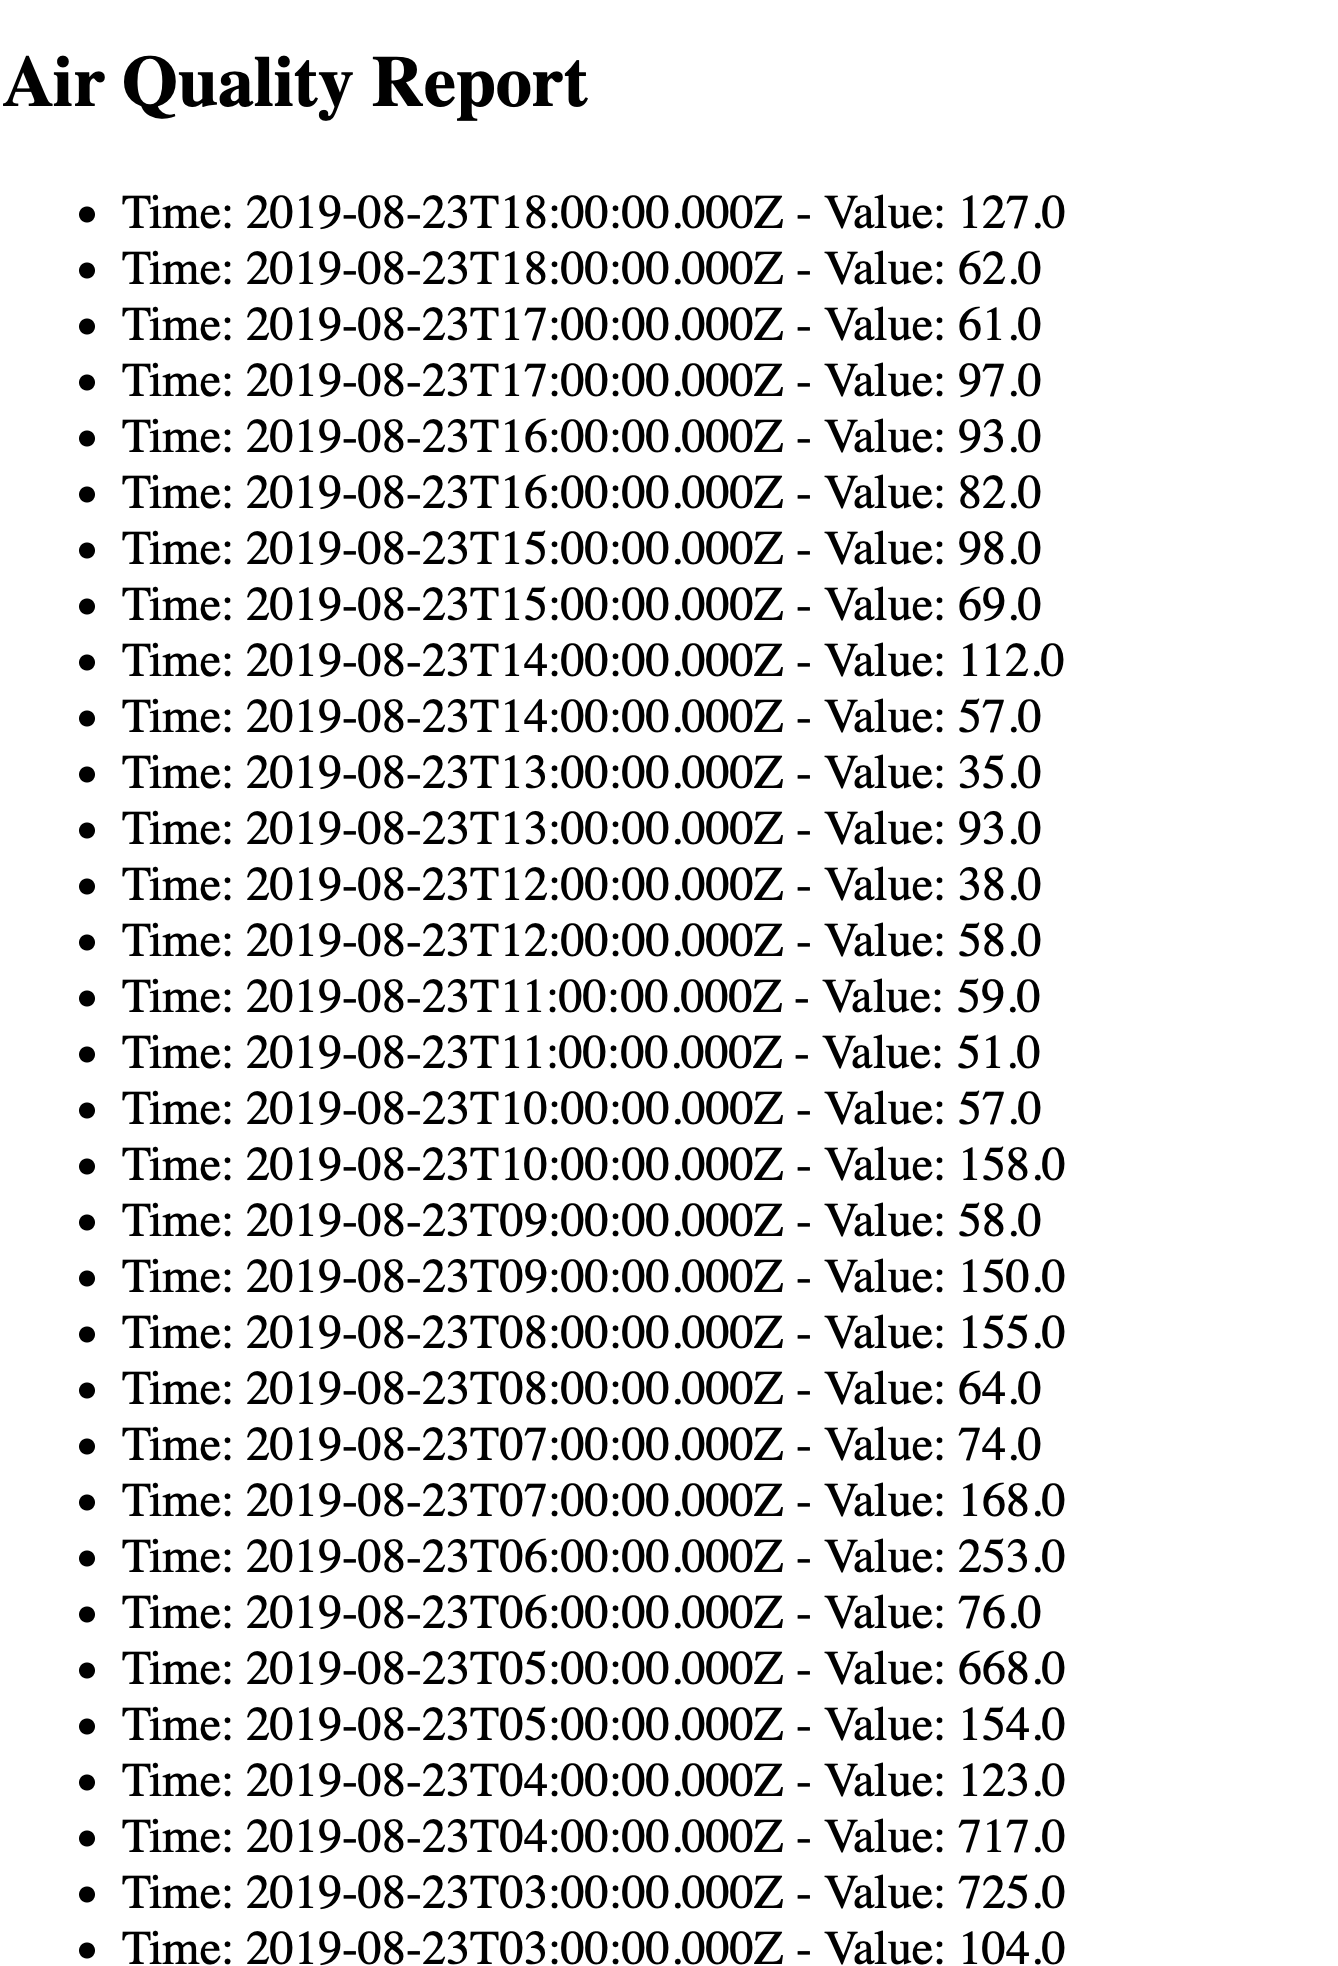 Air Quality Report
• Time: 2019-08-23T18:00:00.000Z - Value: 127.0
• Time: 2019-08-23T18:00:00.000Z - Value: 62.0
• Time: 2019-08-23T17:00:00.000Z - Value: 61.0
• Time: 2019-08-23T17:00:00.000Z - Value: 97.0
• Time: 2019-08-23T16:00:00.000Z - Value: 93.0
• Time: 2019-08-23T16:00:00.000Z - Value: 82.0
• Time: 2019-08-23T15:00:00.000Z - Value: 98.0
• Time: 2019-08-23T15:00:00.000Z - Value: 69.0
• Time: 2019-08-23T14:00:00.000Z - Value: 112.0
• Time: 2019-08-23T14:00:00.000Z - Value: 57.0
• Time: 2019-08-23T13:00:00.000Z - Value: 35.0
• Time: 2019-08-23T13:00:00.000Z - Value: 93.0
• Time: 2019-08-23T12:00:00.000Z - Value: 38.0
• Time: 2019-08-23T12:00:00.000Z - Value: 58.0
• Time: 2019-08-23T11:00:00.000Z - Value: 59.0
• Time: 2019-08-23T11:00:00.000Z - Value: 51.0
• Time: 2019-08-23T10:00:00.000Z - Value: 57.0
• Time: 2019-08-23T10:00:00.000Z - Value: 158.0
• Time: 2019-08-23T09:00:00.000Z - Value: 58.0
• Time: 2019-08-23T09:00:00.000Z - Value: 150.0
• Time: 2019-08-23T08:00:00.000Z - Value: 155.0
• Time: 2019-08-23T08:00:00.000Z - Value: 64.0
• Time: 2019-08-23T07:00:00.000Z - Value: 74.0
• Time: 2019-08-23T07:00:00.000Z - Value: 168.0
• Time: 2019-08-23T06:00:00.000Z - Value: 253.0
• Time: 2019-08-23T06:00:00.000Z - Value: 76.0
• Time: 2019-08-23T05:00:00.000Z - Value: 668.0
• Time: 2019-08-23T05:00:00.000Z - Value: 154.0
• Time: 2019-08-23T04:00:00.000Z - Value: 123.0
• Time: 2019-08-23T04:00:00.000Z - Value: 717.0
• Time: 2019-08-23T03:00:00.000Z - Value: 725.0
• Time: 2019-08-23T03:00:00.000Z - Value: 104.0